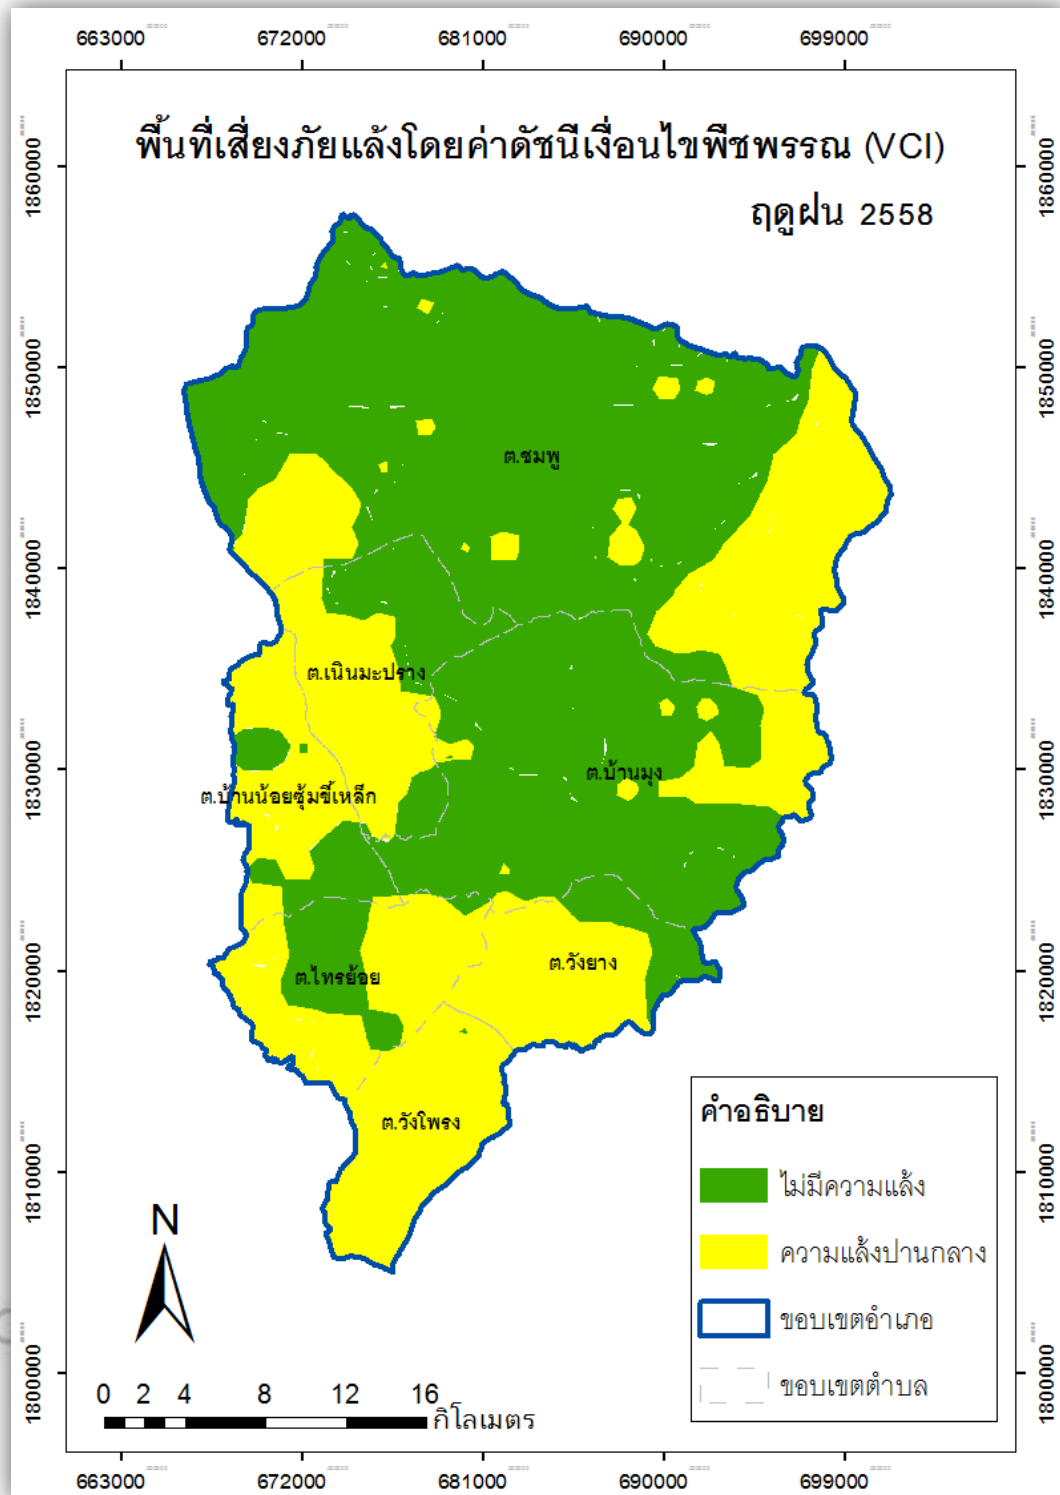 663000 672000 681000 690000 699000
พื้นที่เสี่ยงภัยแล้งโดยค่าดัชนีเงื่อนไขพืชพรรณ (VCI)
ฤดูฝน 2558
1860000 1860000
1850000 1850000
ต.ชมพู
1840000 1840000
ต.เนินมะปราง
1830000 1830000
ต.บ้านมุง
ต.บ้านน้อยซุ้มขี้เหล็ก
ต.วังยาง
1820000 1820000
ต.ไทรย้อย
คำอธิบาย
ต.วังโพรง
1810000 1810000
ไม่มีความแล้ง
N
ความแล้งปานกลาง
ขอบเขตอำเภอ
1800000 1800000
ขอบเขตตำบล
0 2 4 8 12 16
กิโลเมตร
663000 672000 681000 690000 699000